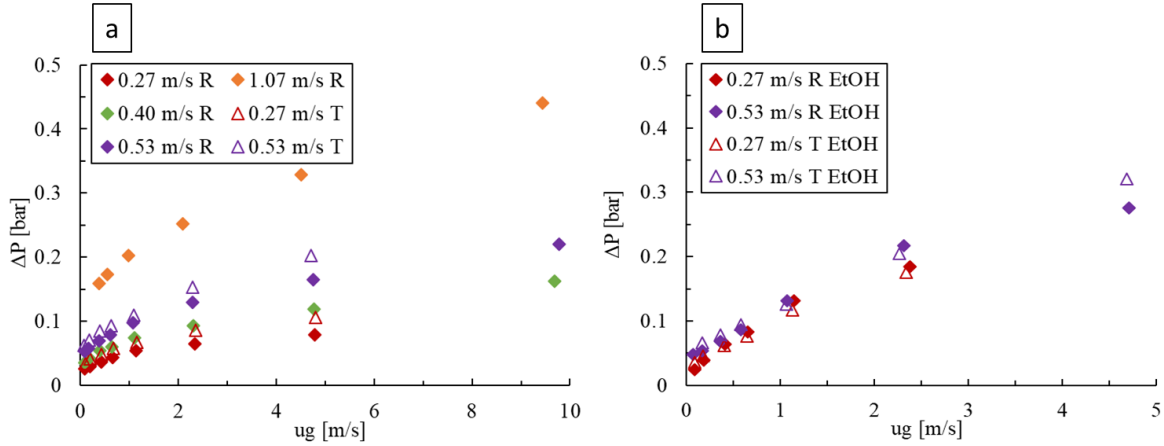 a
0.5
0.4
0.3
0.2
0.1
0
ΔP [bar]
0.27 m/s R
1.07 m/s R
0.40 m/s R
0.27 m/s T
0.53 m/s R
0.53 m/s T
0 2 4 6 8 10
ug [m/s]
b
0.5
0.4
0.3
0.2
0.1
0
ΔP [bar]
0.27 m/s R EtOH
0.53 m/s R EtOH
0.27 m/s T EtOH
0.53 m/s T EtOH
0 1 2 3 4 5
ug [m/s]